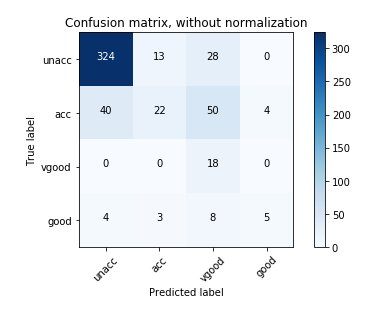 Confusion matrix, without normalization
unacc 324 13 28 0
acc 40 22 50 4
vgood 0 0 18 0
good 4 3 8 5
unacc acc vgood good
Predicted label
True label
300
250
200
150
100
50
0